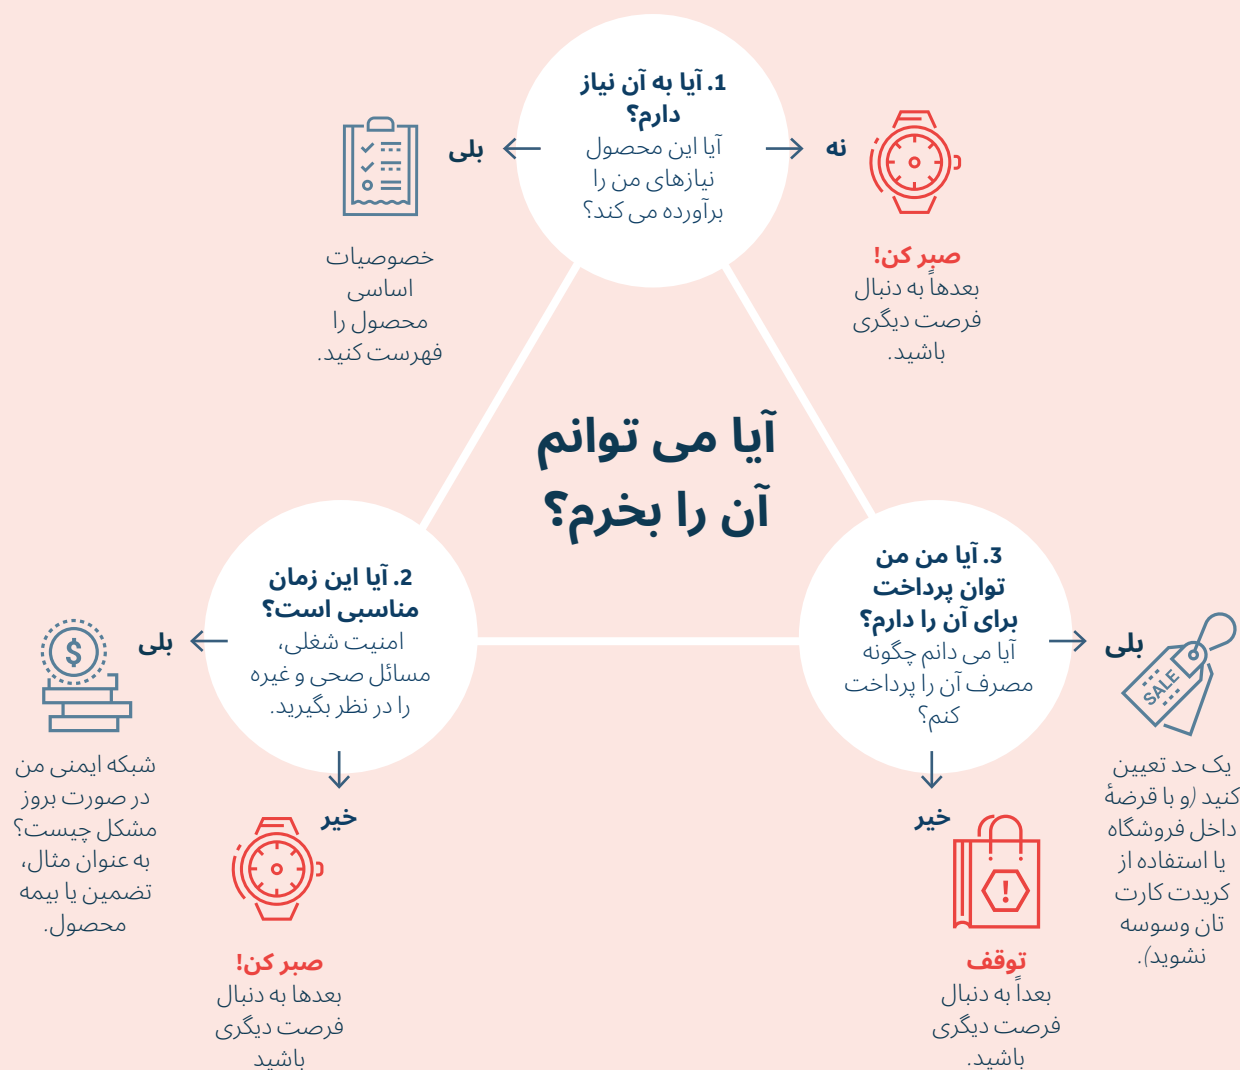 1. آیا به آن نیاز
دارم؟
آیا این محصول
نیازهای من را
برآورده می کند؟
نه
صبر کن!
بعدهاً به دنبال
فرصت دیگری
باشید.
بلی
خصوصیات
اساسی
محصول را
فهرست کنید.
آیا می توانم
آن را بخرم؟
2. آیا این زمان
مناسبی است؟
امنیت شغلی،
مسائل صحی و غیره
را در نظر بگیرید.
بلی
$
شبکه ایمنی من
در صورت بروز
مشکل چیست؟
به عنوان مثال،
تضمین یا بیمه
محصول.
خیر
صبر کن!
بعدها به دنبال
فرصت دیگری
باشید
3. آیا من من
توان پرداخت
برای آن را دارم؟
آیا می دانم چگونه
مصرف آن را پرداخت
کنم؟
بلی
SALE
یک حد تعیین
کنید (و با قرضهٔ
داخل فروشگاه
یا استفاده از
کریدت کارت
تان وسوسه
نشوید).
خیر
!
توقف
بعداً به دنبال
فرصت دیگری
باشید.